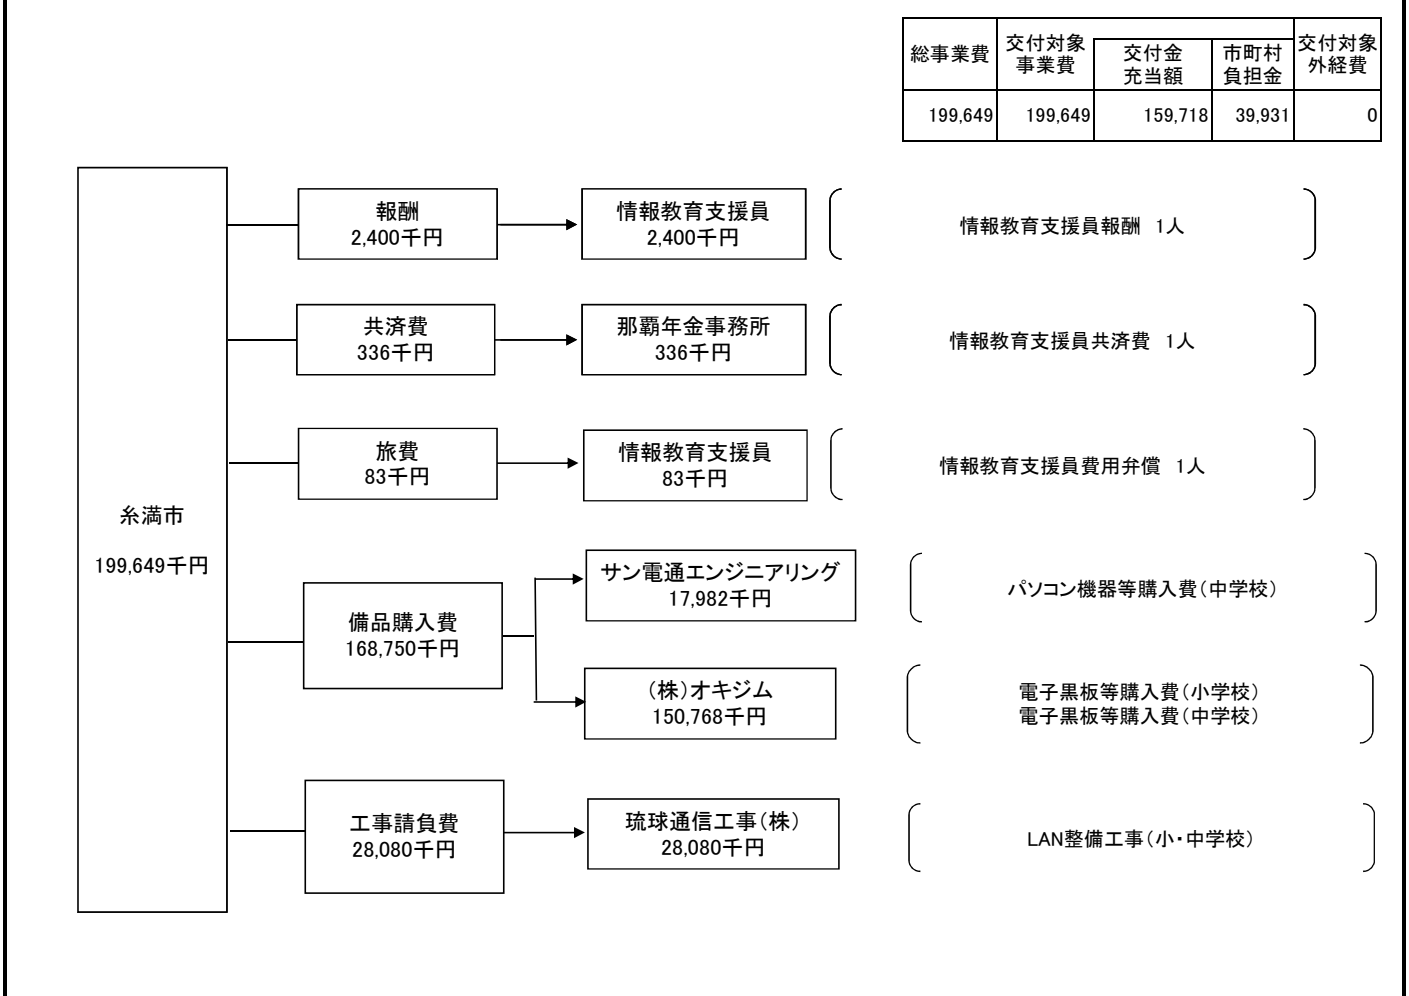 総事業費
交付対象
事業費
交付金
充当額
市町村
負担金
交付対象
外経費
199,649
199,649
159,718
39,931
0
糸満市
199,649千円
報酬
2,400千円
情報教育支援員
2,400千円
情報教育支援員報酬　1人
共済費
336千円
那覇年金事務所
336千円
情報教育支援員共済費　1人
旅費
83千円
情報教育支援員
83千円
情報教育支援員費用弁償　1人
備品購入費
168,750千円
サン電通エンジニアリング
17,982千円
パソコン機器等購入費（中学校）
（株）オキジム
150,768千円
電子黒板等購入費（小学校）
電子黒板等購入費（中学校）
工事請負費
28,080千円
琉球通信工事（株）
28,080千円
LAN整備工事（小・中学校）